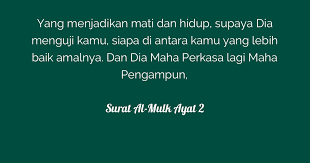 Yang menjadikan mati dan hidup, supaya Dia
menguji kamu, siapa di antara kamu yang lebih
baik amalnya. Dan Dia Maha Perkasa lagi Maha
Pengampun,
Surat Al-Mulk Ayat 2